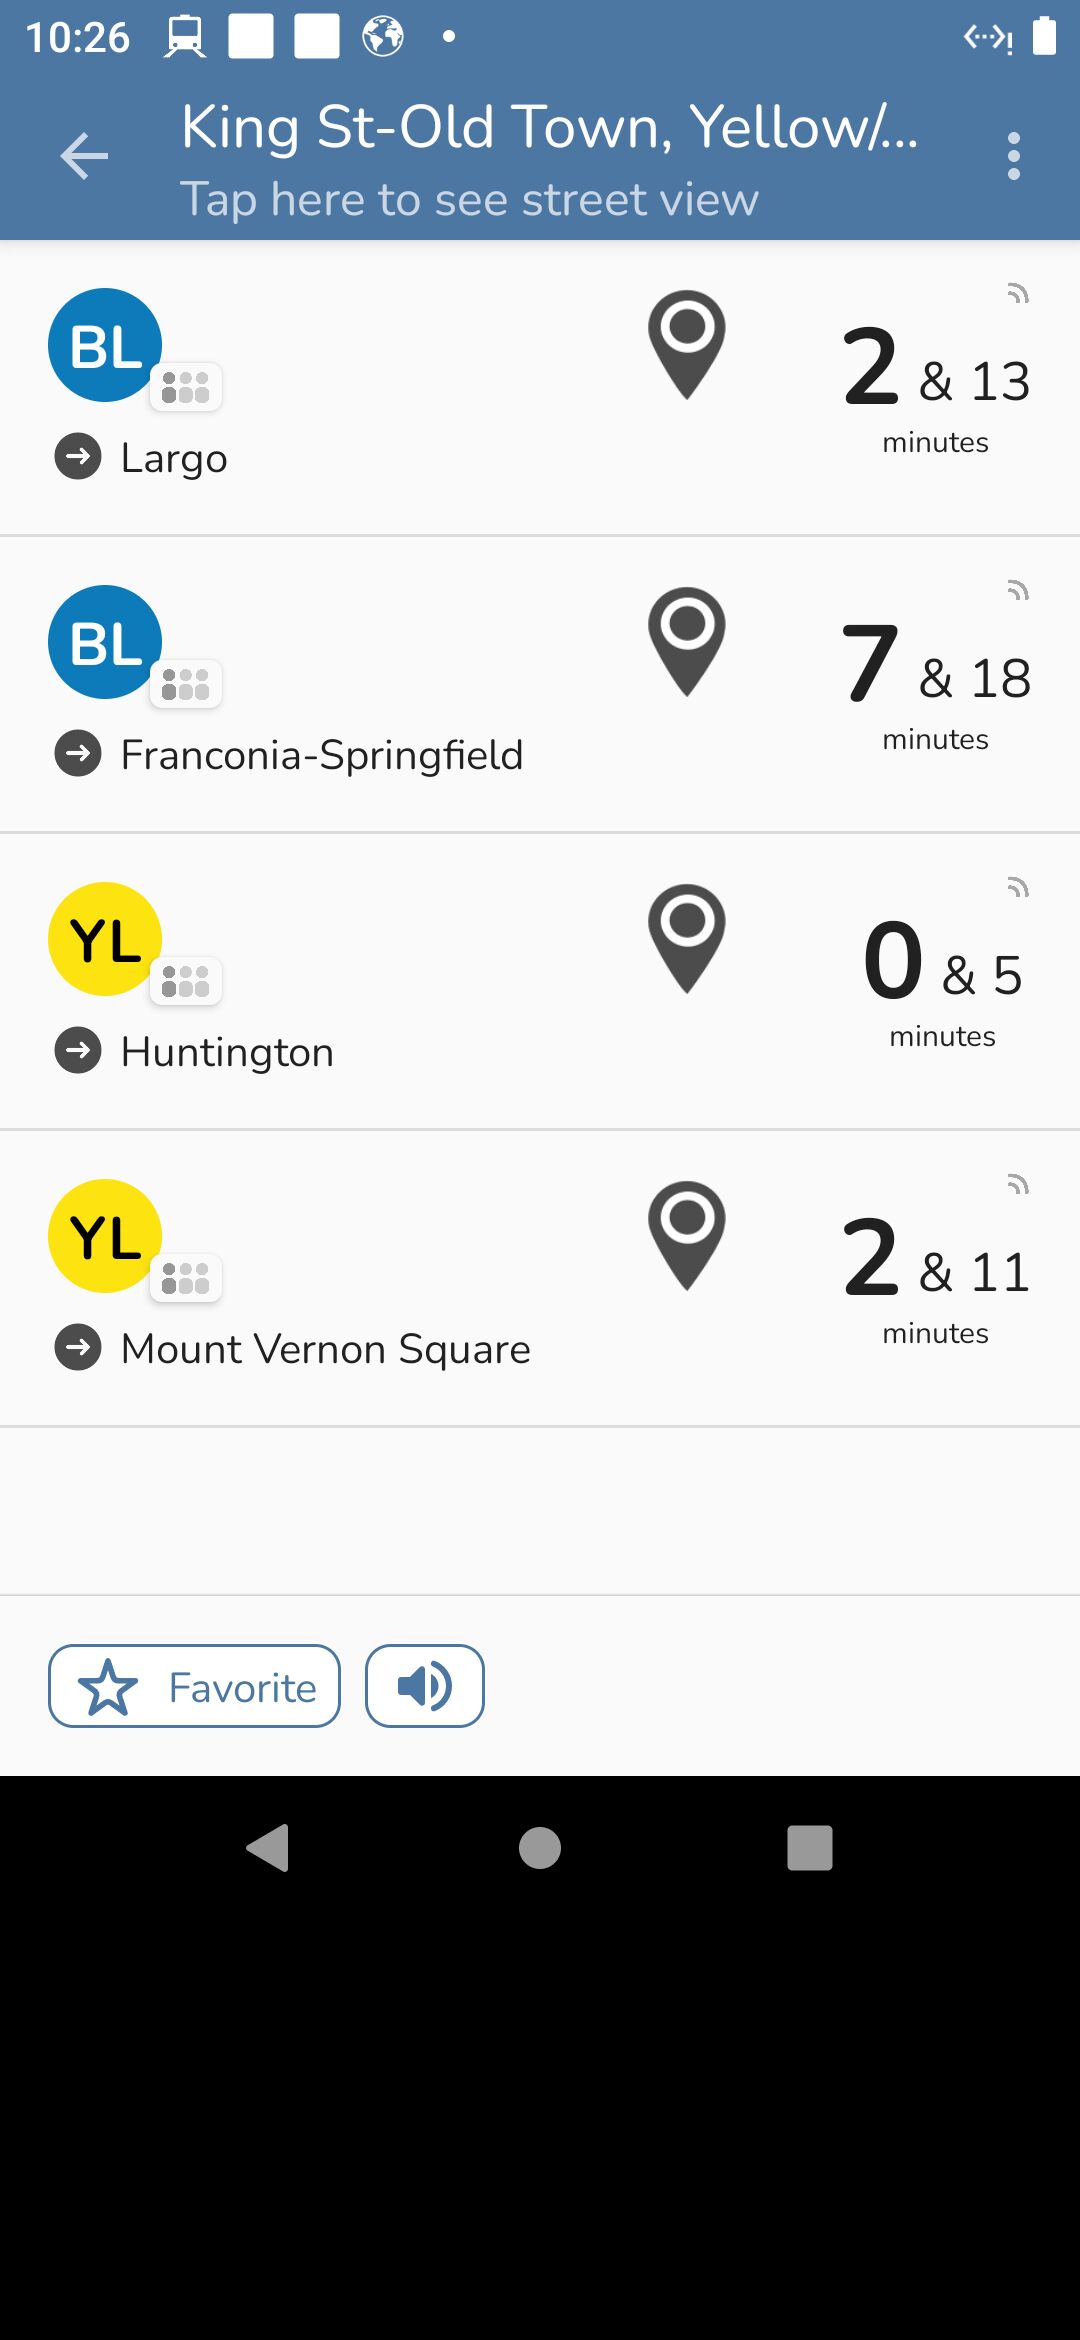 10:26
King St-Old Town, Yellow/...
Tap here to see street view
BL
2 & 13
minutes
Largo
BL
7 & 18
minutes
Franconia-Springfield
YL
0 & 5
minutes
Huntington
YL
2 & 11
minutes
Mount Vernon Square
Favorite